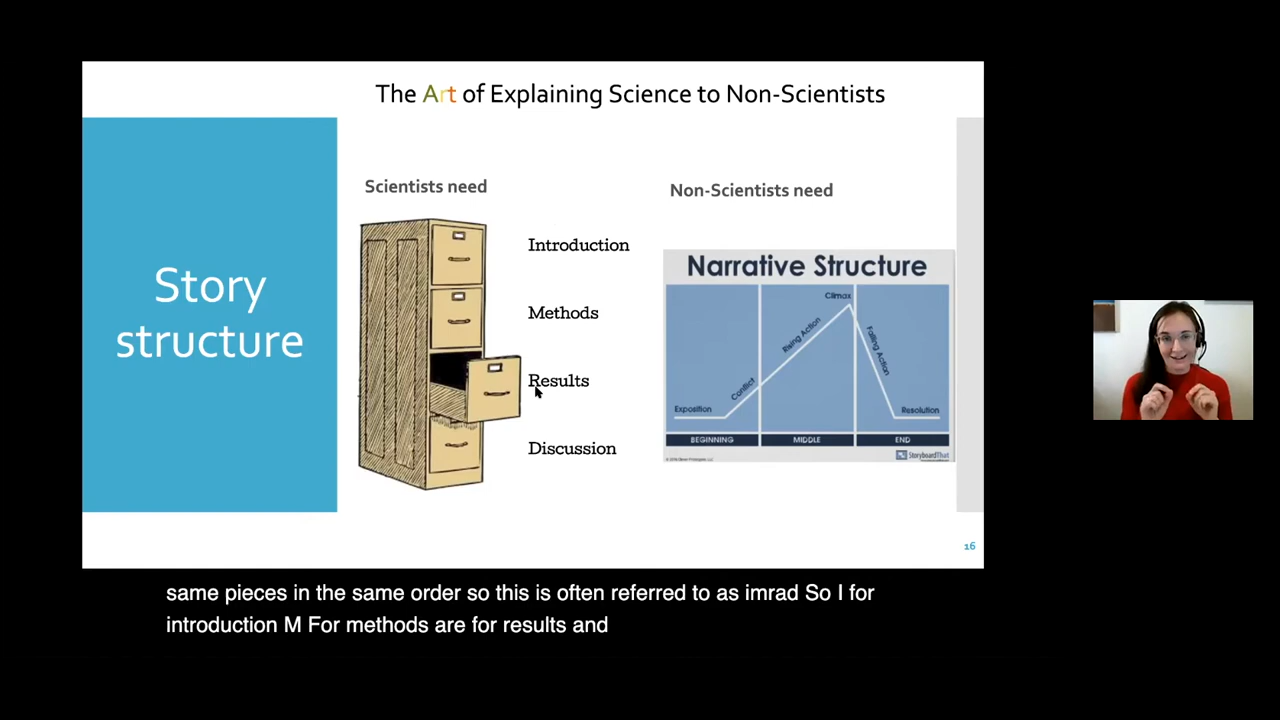 The Art of Explaining Science to Non-Scientists
Story
structure
Scientists need
Introduction
Methods
Results
Discussion
Non-Scientists need
Narrative Structure
Climax
Rising Action
Falling Action
Conflict
Exposition
Resolution
BEGINNING
MIDDLE
END
StoryboardThat
16
same pieces in the same order so this is often referred to as imrad So I for
introduction M For methods are for results and